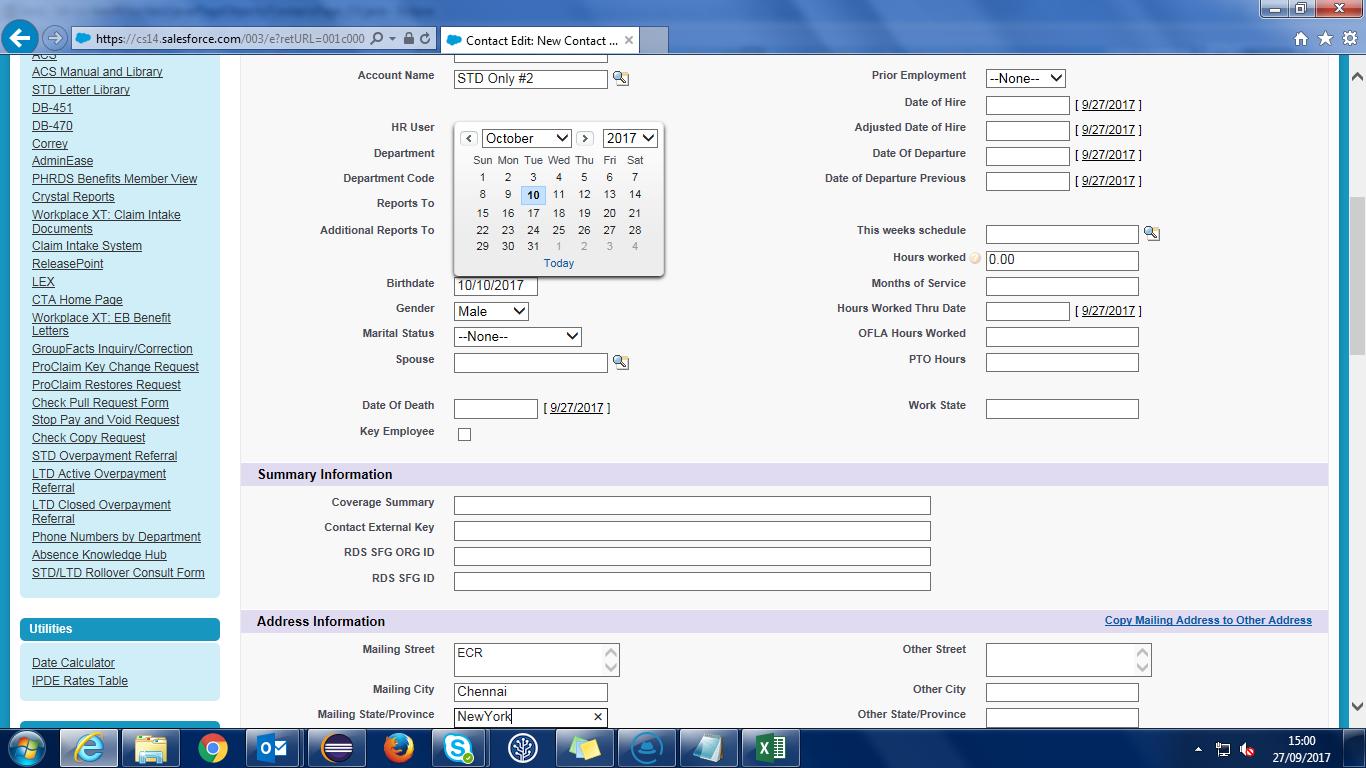 https://cs14.salesforce.com/003/e?retURL=001c000
Contact Edit: New Contact ...
ACS
ACS Manual and Library
STD Letter Library
DB-451
DB-470
Correy
AdminEase
PHRDS Benefits Member View
Crystal Reports
Workplace XT: Claim Intake
Documents
Claim Intake System
ReleasePoint
LEX
CTA Home Page
Workplace XT: EB Benefit
Letters
GroupFacts Inquiry/Correction
ProClaim Key Change Request
ProClaim Restores Request
Check Pull Request Form
Stop Pay and Void Request
Check Copy Request
STD Overpayment Referral
LTD Active Overpayment
Referral
LTD Closed Overpayment
Referral
Phone Numbers by Department
Absence Knowledge Hub
STD/LTD Rollover Consult Form
Utilities
Date Calculator
IPDE Rates Table
Account Name STD Only #2
HR User
Department
Department Code
Reports To
Additional Reports To
October 2017
Sun Mon Tue Wed Thu Fri Sat
1 2 3 4 5 6 7
8 9 10 11 12 13 14
15 16 17 18 19 20 21
22 23 24 25 26 27 28
29 30 31 1 2 3 4
Today
Birthdate 10/10/2017
Gender Male
Marital Status --None--
Spouse
Date Of Death [ 9/27/2017 ]
Key Employee
Prior Employment --None--
Date of Hire [ 9/27/2017 ]
Adjusted Date of Hire [ 9/27/2017 ]
Date Of Departure [ 9/27/2017 ]
Date of Departure Previous [ 9/27/2017 ]
This weeks schedule
Hours worked 0.00
Months of Service
Hours Worked Thru Date [ 9/27/2017 ]
OFLA Hours Worked
PTO Hours
Work State
Summary Information
Coverage Summary
Contact External Key
RDS SFG ORG ID
RDS SFG ID
Address Information Copy Mailing Address to Other Address
Mailing Street ECR
Mailing City Chennai
Mailing State/Province NewYork
Other Street
Other City
Other State/Province
15:00
27/09/2017